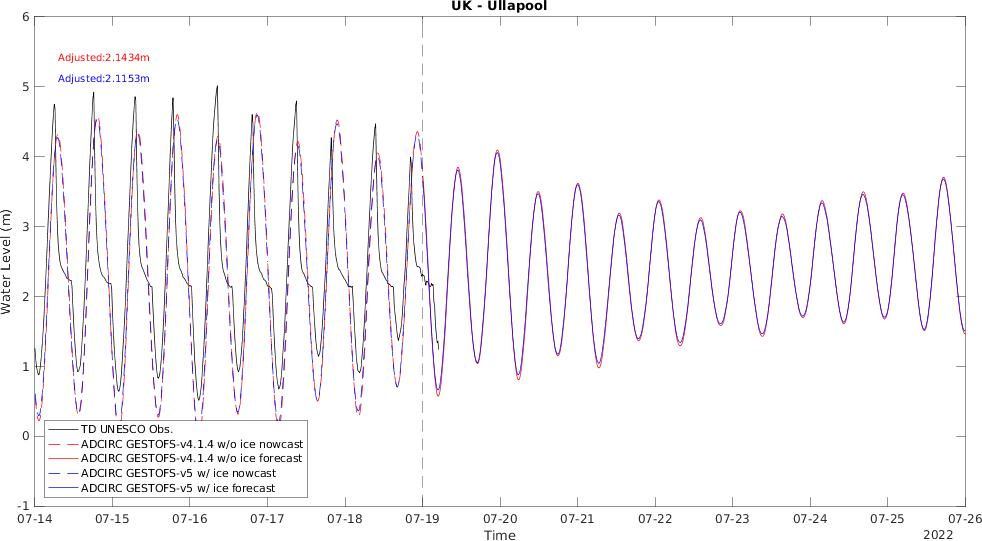 UK - Ullapool
6
Adjusted:2.1434m
5
Adjusted:2.1153m
4
3
2
1
0
-1
Water Level (m)
TD UNESCO Obs.
ADCIRC GESTOFS-v4.1.4 w/o ice nowcast
ADCIRC GESTOFS-v4.1.4 w/o ice forecast
ADCIRC GESTOFS-v5 w/ ice nowcast
ADCIRC GESTOFS-v5 w/ ice forecast
07-14 07-15 07-16 07-17 07-18 07-19 07-20 07-21 07-22 07-23 07-24 07-25 07-26
Time
2022